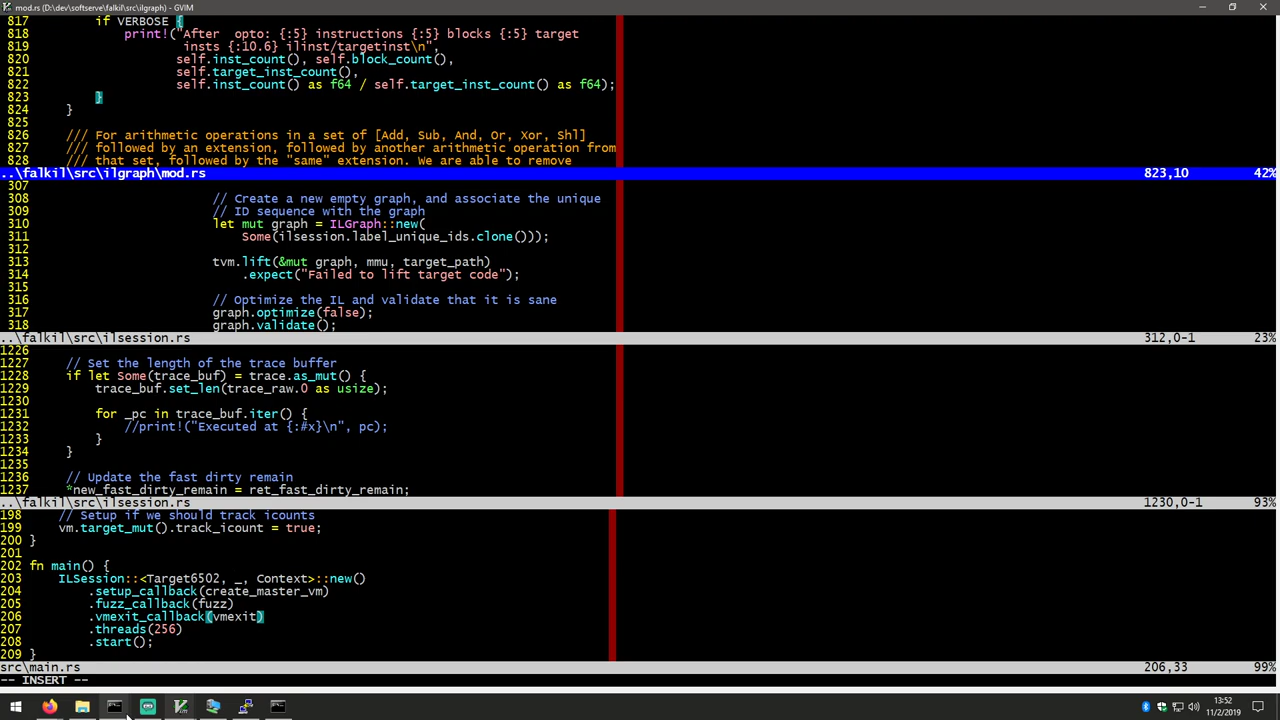 mod.rs (D:\dev\softserve\falkil\src\ilgraph) - GVIM
817         if VERBOSE {
818             print!("After  opto: {:5} instructions {:5} blocks {:5} target
819                     insts {:10.6} ilinst/targetinst\n",
820                    self.inst_count(), self.block_count(),
821                    self.target_inst_count(),
822                    self.inst_count() as f64 / self.target_inst_count() as f64);
823         }
824     }
825
826     /// For arithmetic operations in a set of [Add, Sub, And, Or, Xor, Shl]
827     /// followed by an extension, followed by another arithmetic operation from
828     /// that set, followed by the "same" extension. We are able to remove
..\falkil\src\ilgraph\mod.rs 823,10 42%
307
308                         // Create a new empty graph, and associate the unique
309                         // ID sequence with the graph
310                         let mut graph = ILGraph::new(
311                             Some(ilsession.label_unique_ids.clone()));
312
313                         tvm.lift(&mut graph, mmu, target_path)
314                             .expect("Failed to lift target code");
315
316                         // Optimize the IL and validate that it is sane
317                         graph.optimize(false);
318                         graph.validate();
..\falkil\src\ilsession.rs 312,0-1 23%
1226
1227     // Set the length of the trace buffer
1228     if let Some(trace_buf) = trace.as_mut() {
1229         trace_buf.set_len(trace_raw.0 as usize);
1230
1231         for _pc in trace_buf.iter() {
1232             //print!("Executed at {:#x}\n", pc);
1233         }
1234     }
1235
1236     // Update the fast dirty remain
1237     *new_fast_dirty_remain = ret_fast_dirty_remain;
..\falkil\src\ilsession.rs 1230,0-1 93%
198     // Setup if we should track icounts
199     vm.target_mut().track_icount = true;
200 }
201
202 fn main() {
203     ILSession::<Target6502, _, Context>::new()
204         .setup_callback(create_master_vm)
205         .fuzz_callback(fuzz)
206         .vmexit_callback(vmexit)
207         .threads(256)
208         .start();
209 }
src\main.rs 206,33 99%
-- INSERT --
13:52
11/2/2019